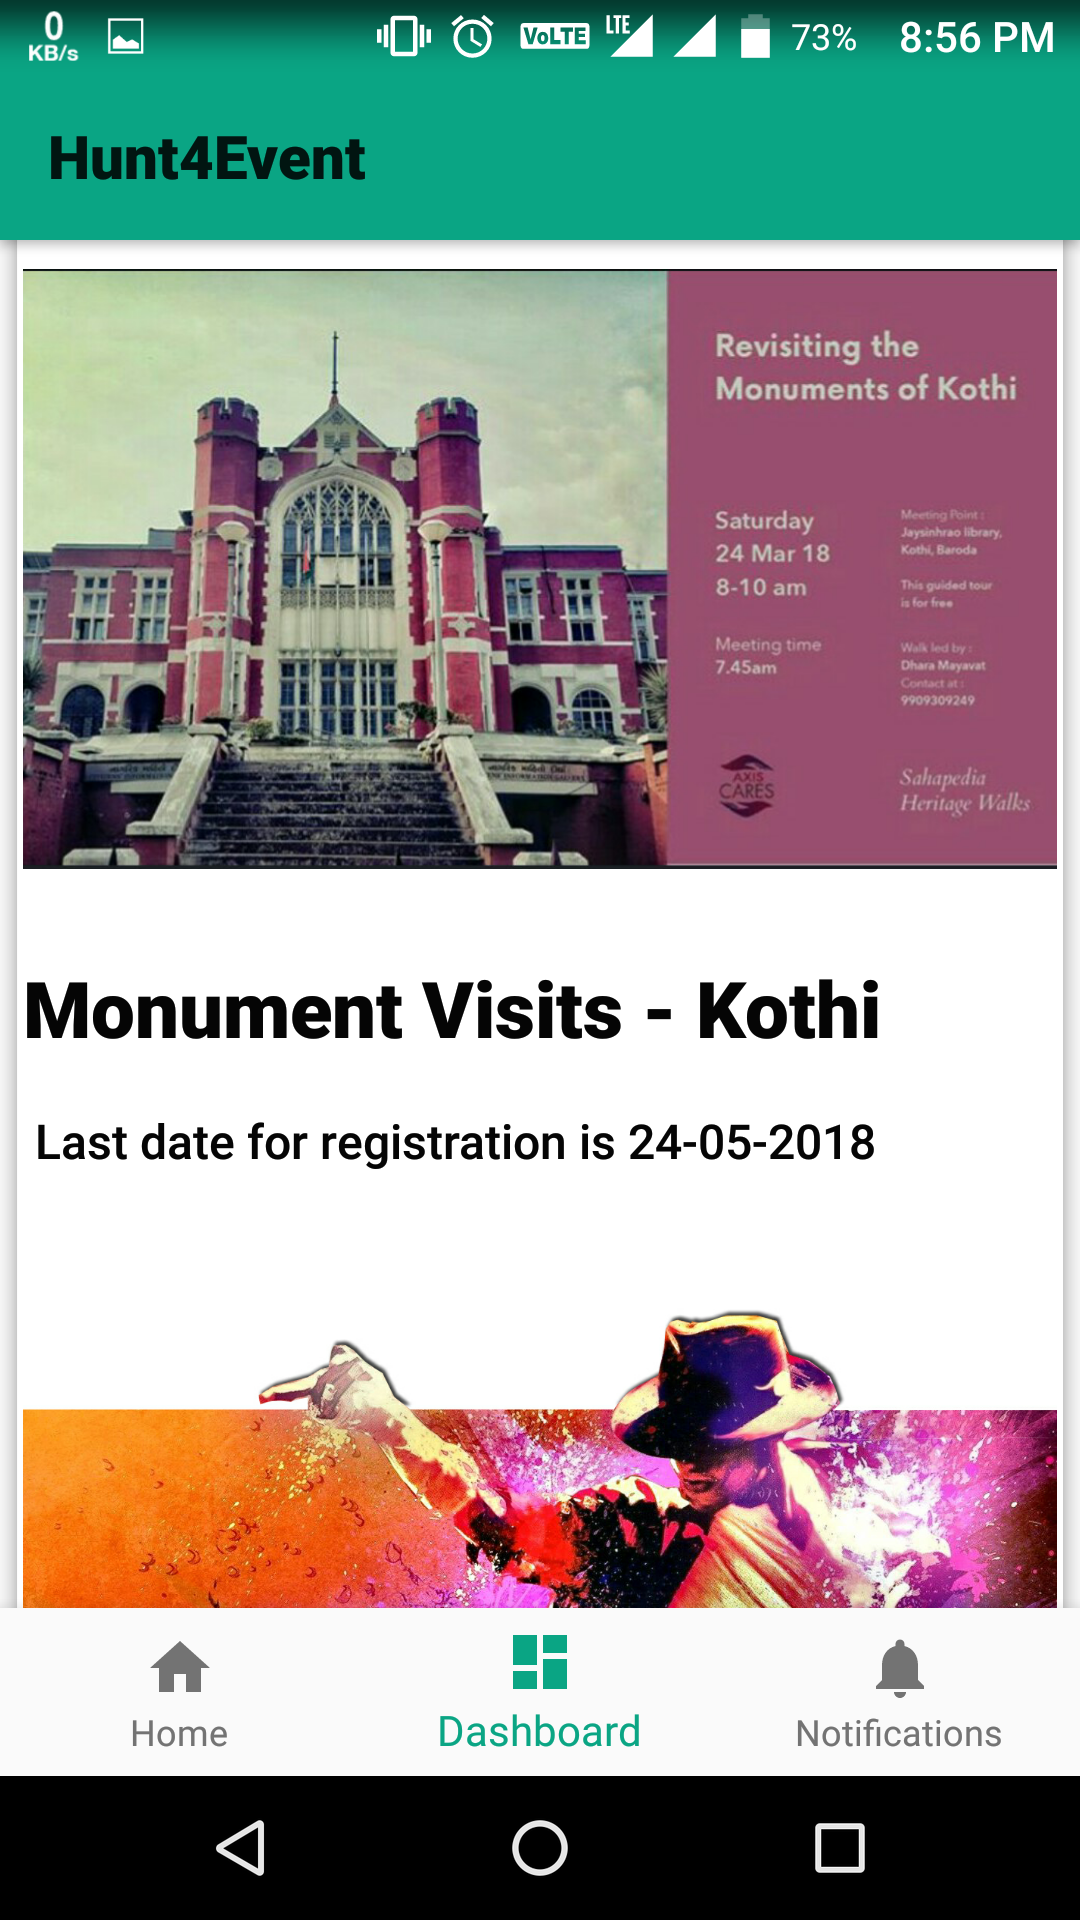 0
KB/s
VoLTE
LTE
73%
8:56 PM
Hunt4Event
Revisiting the
Monuments of Kothi
Saturday
24 Mar 18
8-10 am
Meeting time
7.45am
Meeting Point :
Jaysinhrao library,
Kothi, Baroda
This guided tour
is for free
Walk led by :
Dhara Mayavat
Contact at :
9909309249
AXIS
CARES
Sahapedia
Heritage Walks
Monument Visits - Kothi
Last date for registration is 24-05-2018
Home
Dashboard
Notifications